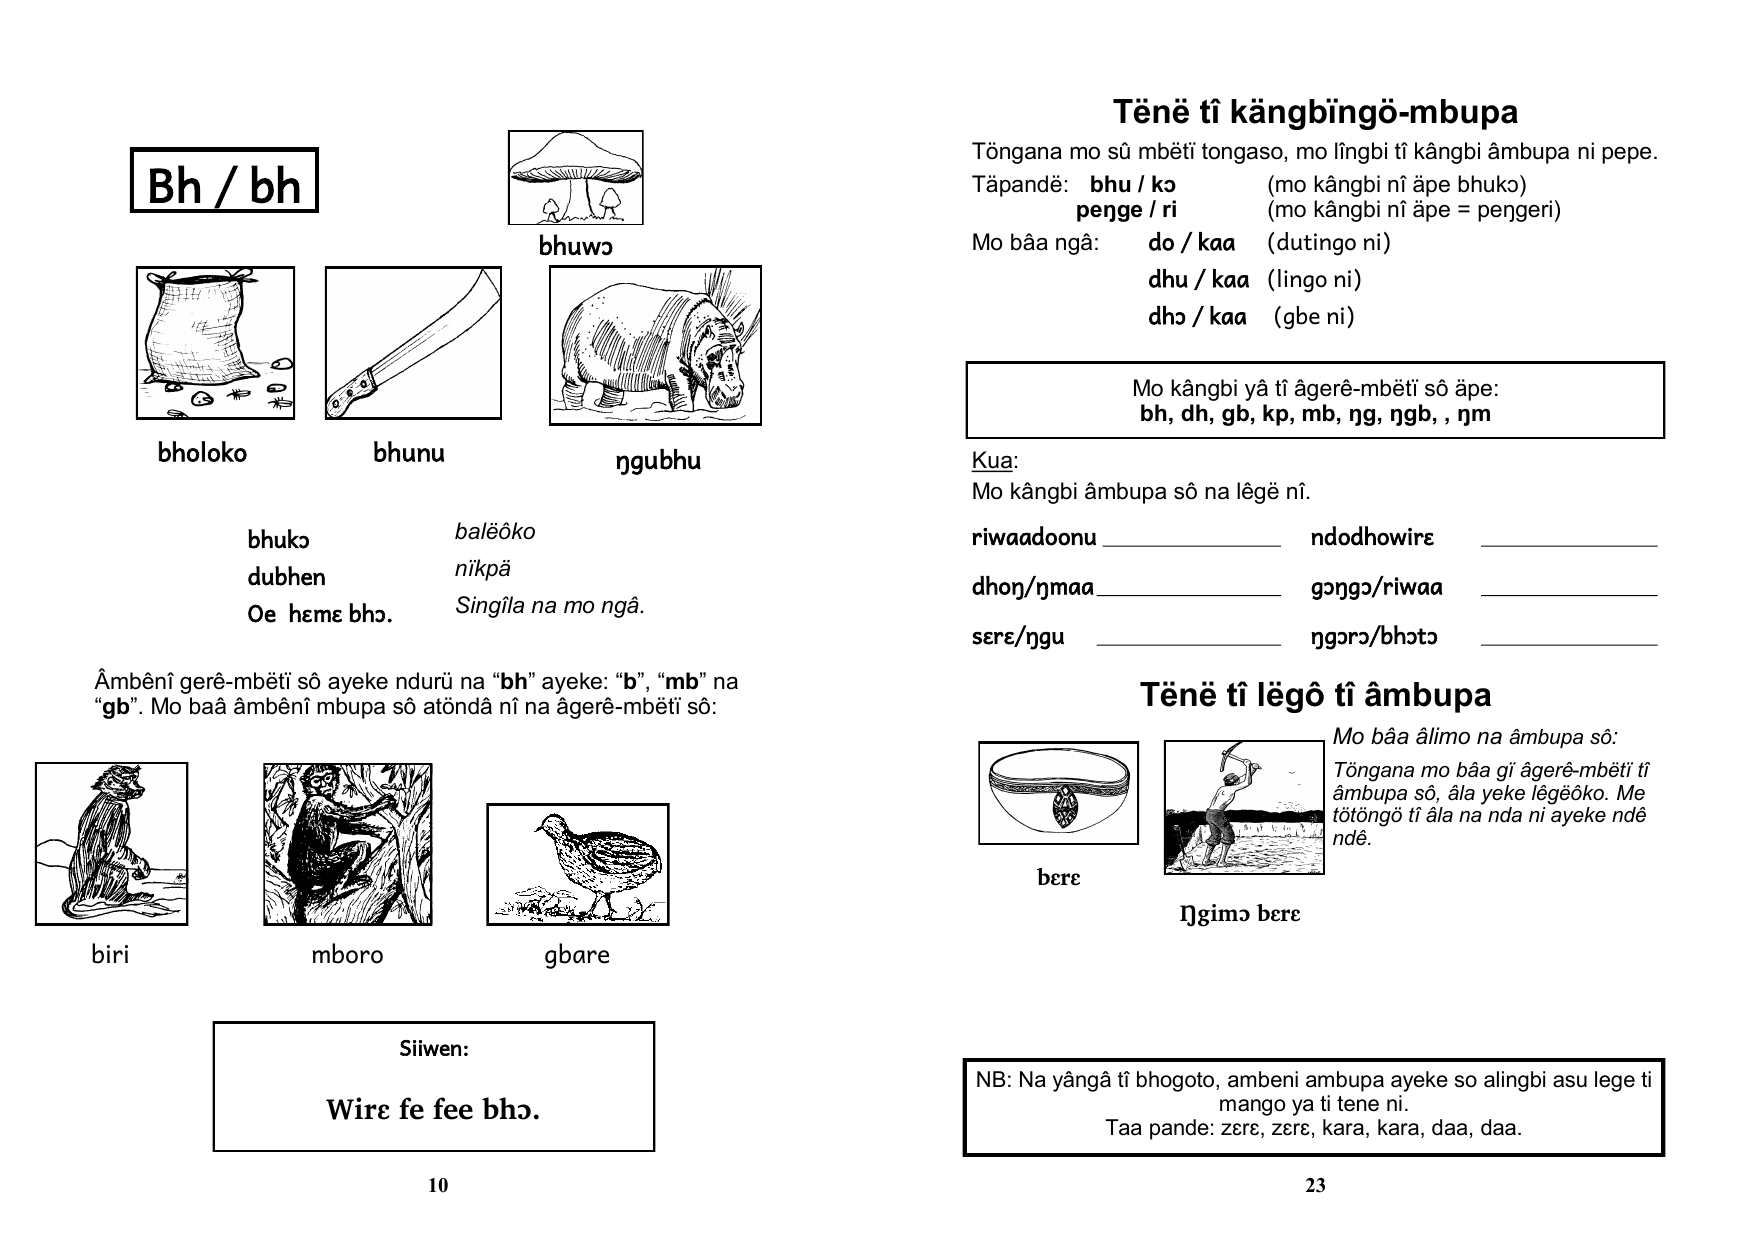 Bh / bh
bhuwɔ
bholoko
bhunu
ŋgubhu
bhukɔ balëôko
dubhen nïkpä
Oe hɛmɛ bhɔ. Singîla na mo ngâ.
Âmbênî gerê-mbëtï sô ayeke ndurü na “bh” ayeke: “b”, “mb” na
“gb”. Mo baâ âmbênî mbupa sô atöndâ nî na âgerê-mbëtï sô:
biri
mboro
gbare
Siiwen:
Wirɛ fe fee bhɔ.
10
Tënë tî kängbïngö-mbupa
Töngana mo sû mbëtï tongaso, mo lîngbi tî kângbi âmbupa ni pepe.
Täpandë: bhu / kɔ (mo kângbi nî äpe bhukɔ)
peŋge / ri (mo kângbi nî äpe = peŋgeri)
Mo bâa ngâ: do / kaa (dutingo ni)
dhu / kaa (lingo ni)
dhɔ / kaa (gbe ni)
Mo kângbi yâ tî âgerê-mbëtï sô äpe:
bh, dh, gb, kp, mb, ŋg, ŋgb, , ŋm
Kua:
Mo kângbi âmbupa sô na lêgë nî.
riwaadoonu ______________ ndodhowirɛ ______________
dhoŋ/ŋmaa ______________ gɔŋgɔ/riwaa ______________
sɛrɛ/ŋgu ______________ ŋgɔrɔ/bhɔtɔ ______________
Tënë tî lëgô tî âmbupa
Mo bâa âlimo na âmbupa sô:
Töngana mo bâa gï âgerê-mbëtï tî
âmbupa sô, âla yeke lêgëôko. Me
tötöngö tî âla na nda ni ayeke ndê
ndê.
bɛrɛ
Ŋgimɔ bɛrɛ
NB: Na yângâ tî bhogoto, ambeni ambupa ayeke so alingbi asu lege ti
mango ya ti tene ni.
Taa pande: zɛrɛ, zɛrɛ, kara, kara, daa, daa.
23